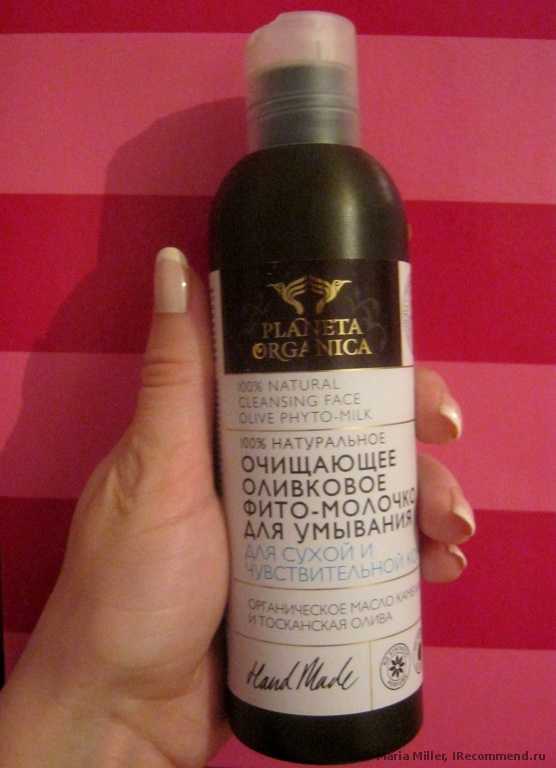 PLANETA
ORGANICA
100% NATURAL
CLEANSING FACE
OLIVE PHYTO-MILK
100% НАТУРАЛЬНОЕ
ОЧИЩАЮЩЕЕ
ОЛИВКОВОЕ
ФИТО-МОЛОЧКО
ДЛЯ УМЫВАНИЯ
ДЛЯ СУХОЙ И
ЧУВСТВИТЕЛЬНОЙ
ОРГАНИЧЕСКОЕ МАСЛО
И ТОСКАНСКАЯ ОЛИВА
Hand Made
Maria Miller, IRecommend.ru